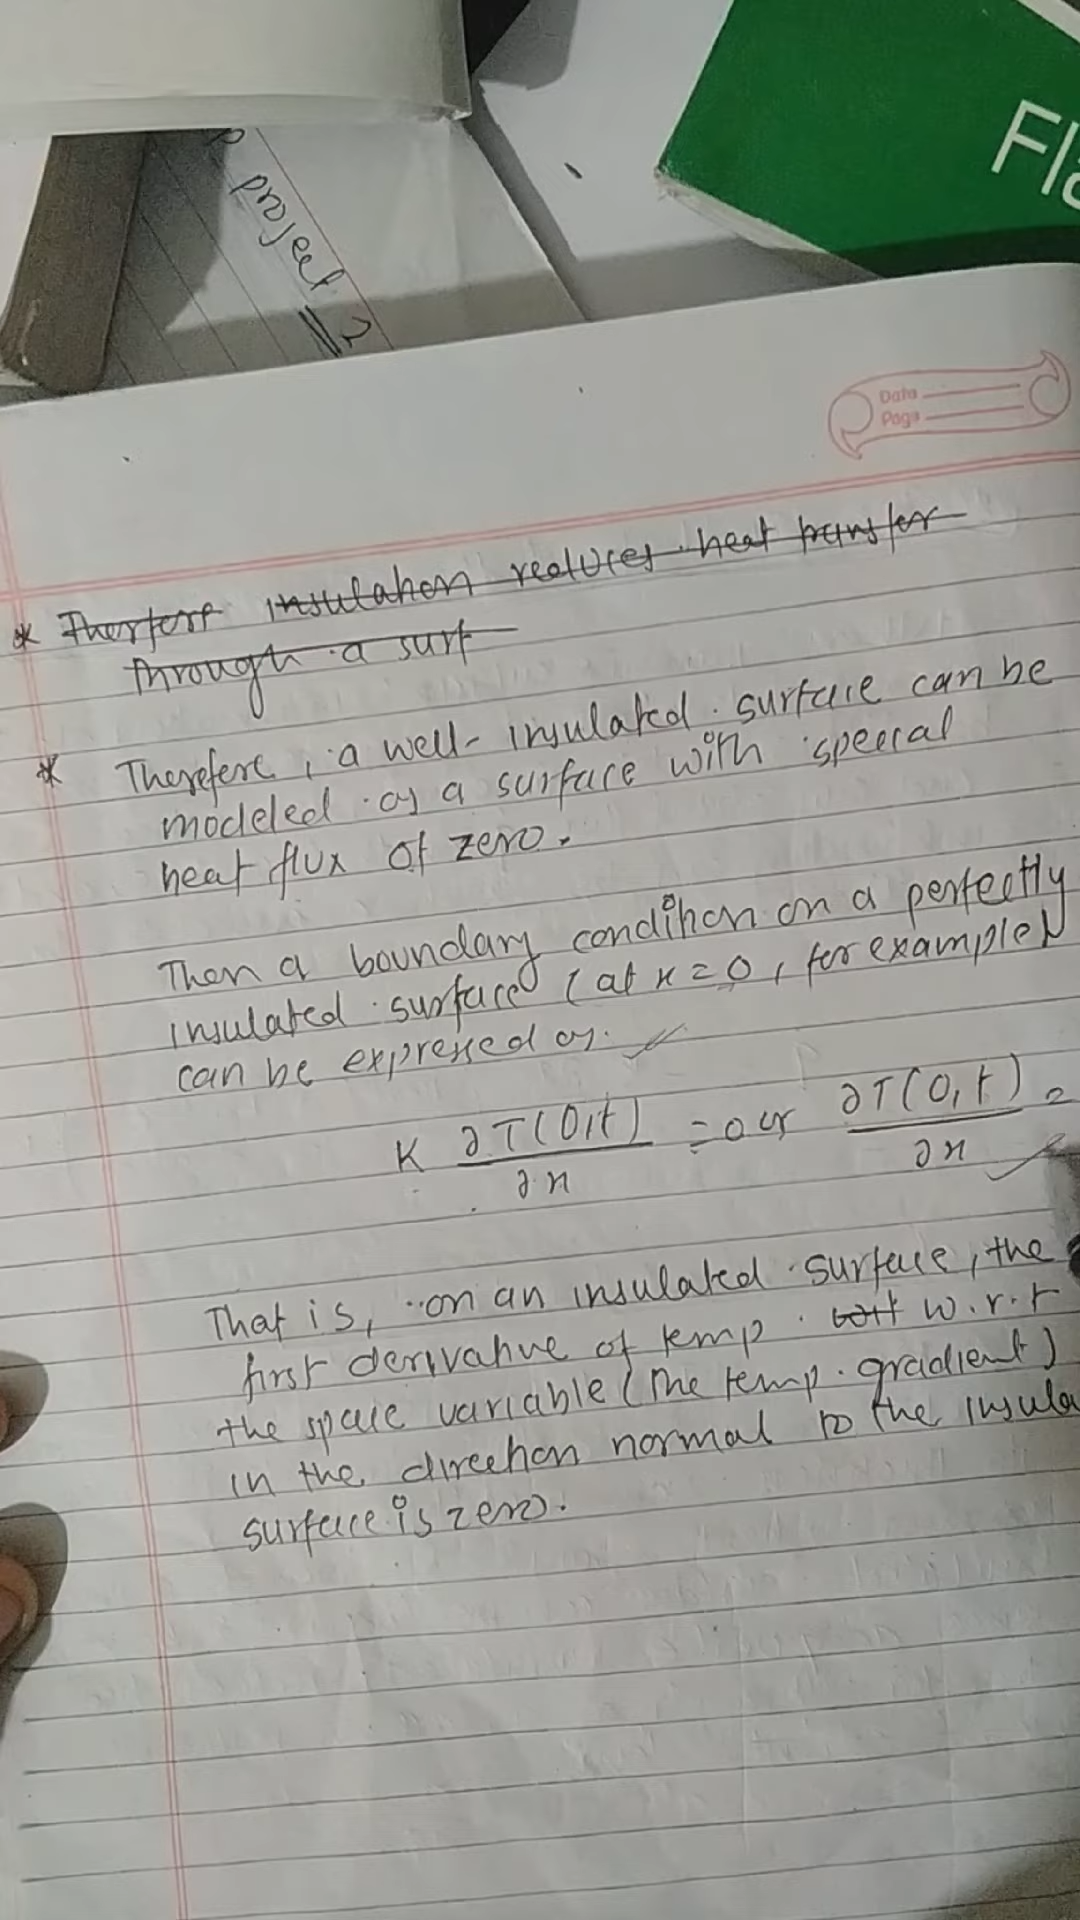 project 2
Fla
Data
Page
* Therfore insulation reduces heat transfer
through a surf
* Therefore, a well-insulated surface can be
modeled as a surface with special
heat flux of zero.
Then a boundary condition on a perfectly
insulated surface (at x = 0, for example)
can be expressed as.
K ∂T(0,t)/∂x = 0 or ∂T(0,t)/∂x =
That is, on an insulated surface, the
first derivative of temp. w.r.t
the space variable (the temp. gradient)
in the direction normal to the insula
surface is zero.